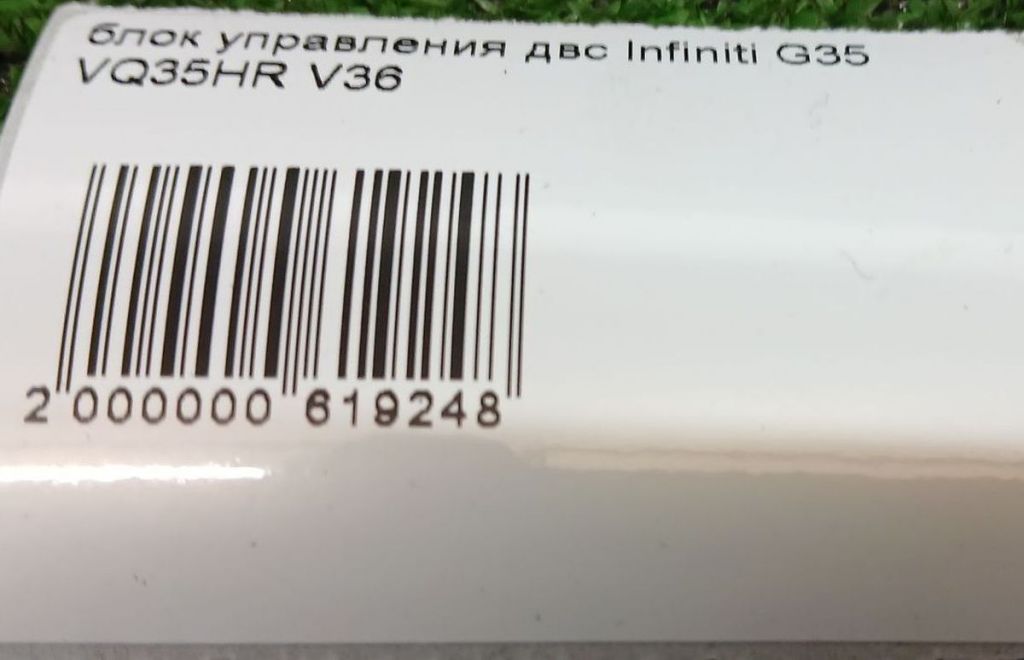 блок управления двс Infiniti G35
VQ35HR V36
2 000000 619248